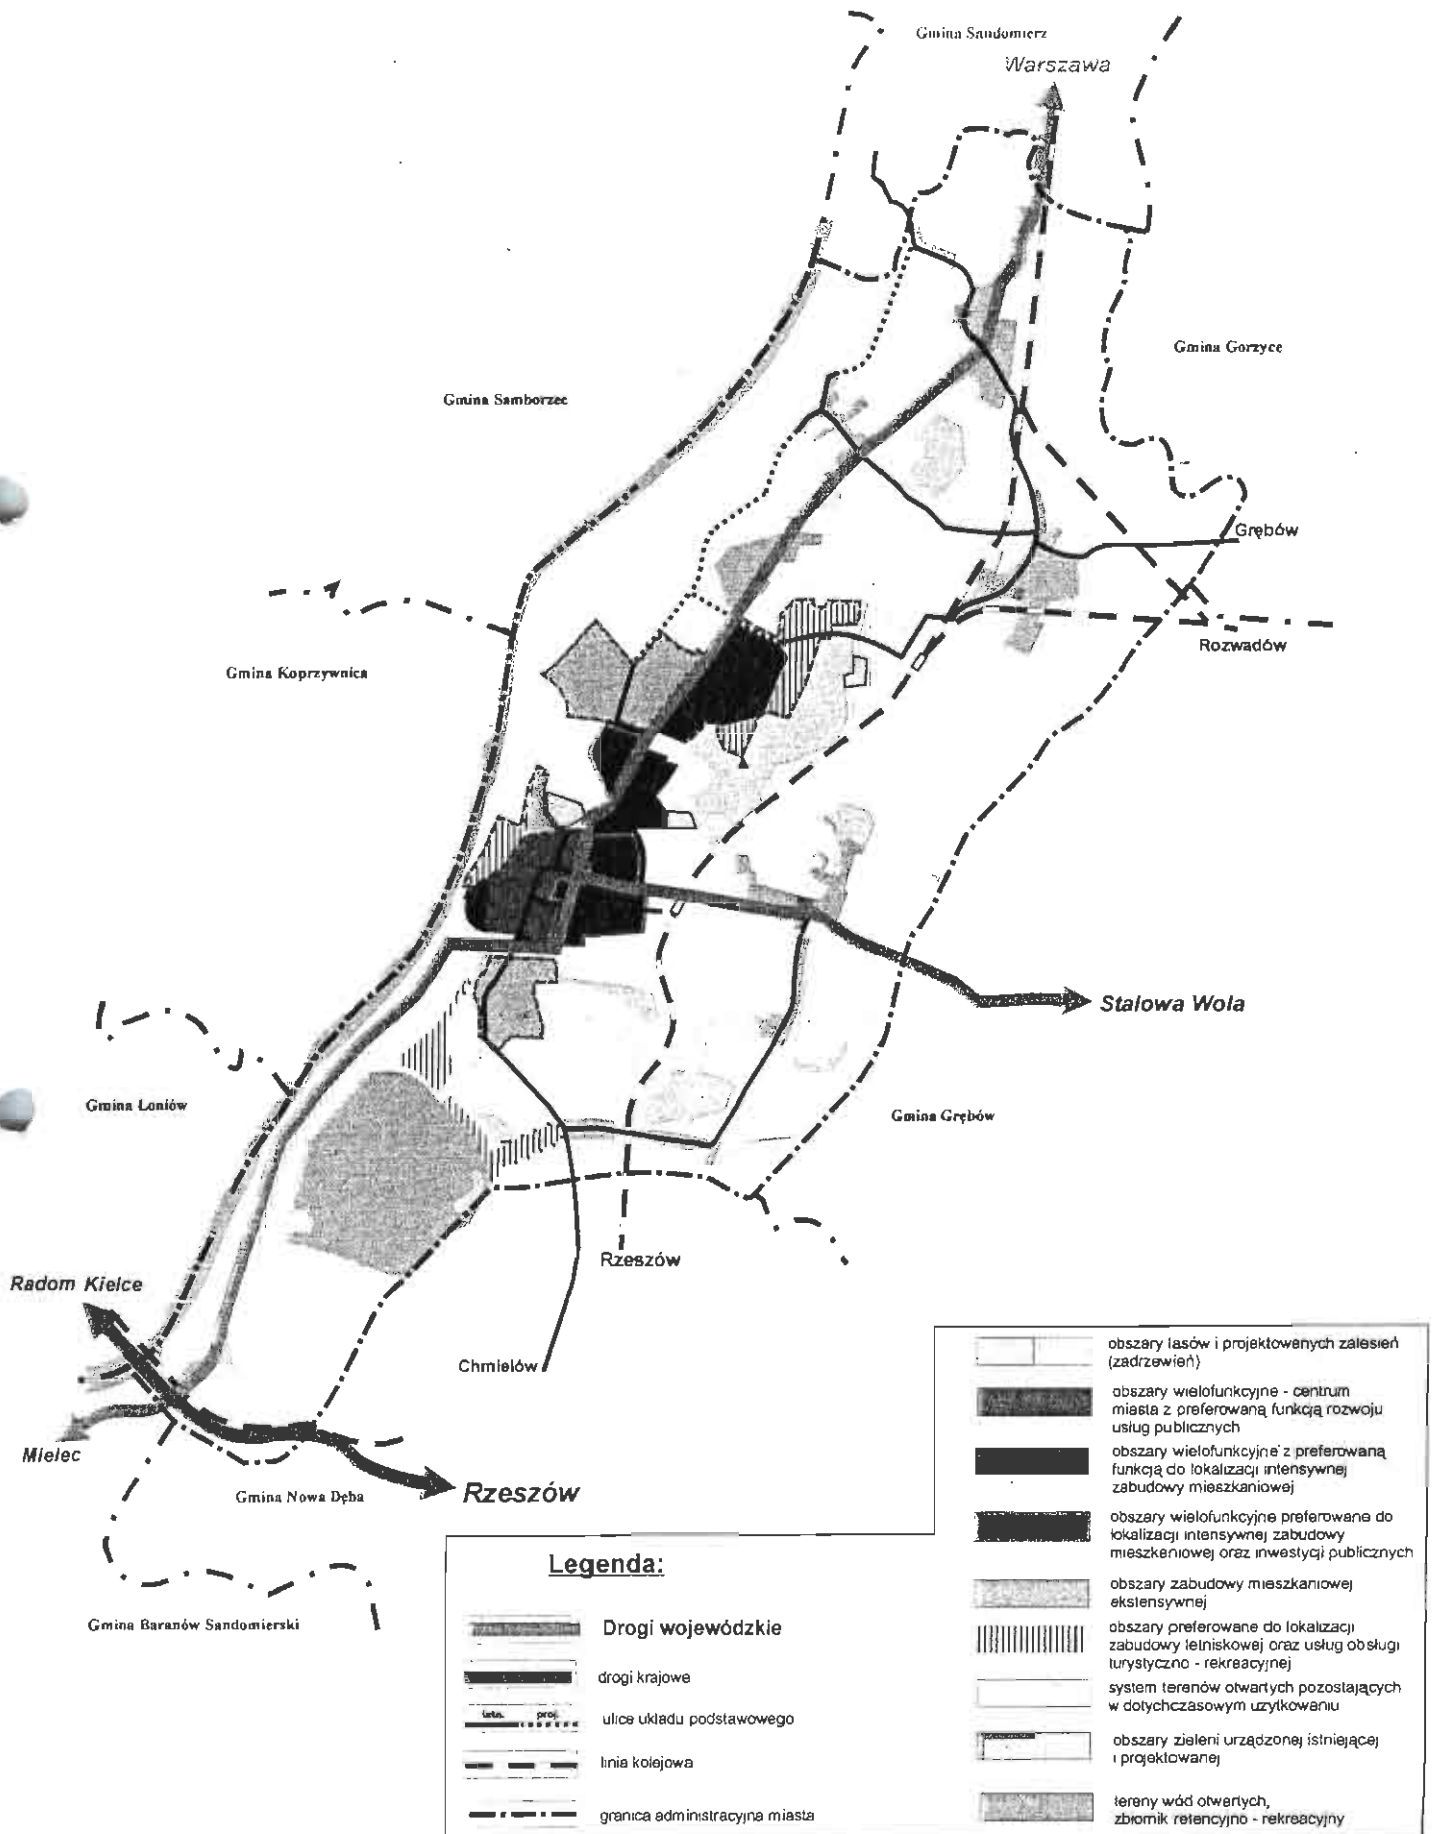 Gmina Sandomierz
Warszawa
Gmina Gorzyce
Gmina Samborzec
Grębów
Rozwadów
Gmina Koprzywnica
Stalowa Wola
Gmina Łoniów
Gmina Grębów
Rzeszów
Radom Kielce
Chmielów
Mielec
Rzeszów
Gmina Nowa Dęba
Gmina Baranów Sandomierski
Legenda:
Drogi wojewódzkie
drogi krajowe
istn. proj.
ulice układu podstawowego
linia kolejowa
granica administracyjna miasta
obszary lasów i projektowanych zalesień
(zadrzewień)
obszary wielofunkcyjne - centrum
miasta z preferowaną funkcją rozwoju
usług publicznych
obszary wielofunkcyjne z preferowaną
funkcją do lokalizacji intensywnej
zabudowy mieszkaniowej
obszary wielofunkcyjne preferowane do
lokalizacji intensywnej zabudowy
mieszkeniowej oraz inwestycji publicznych
obszary zabudowy mieszkaniowej
ekstensywnej
obszary preferowane do lokalizacji
zabudowy letniskowej oraz usług obsługi
turystyczno - rekreacyjnej
system terenów otwartych pozostających
w dotychczasowym użytkowaniu
obszary zieleni urządzonej istniejącej
i projektowanej
tereny wód otwartych,
zbiornik retencyjno - rekreacyjny